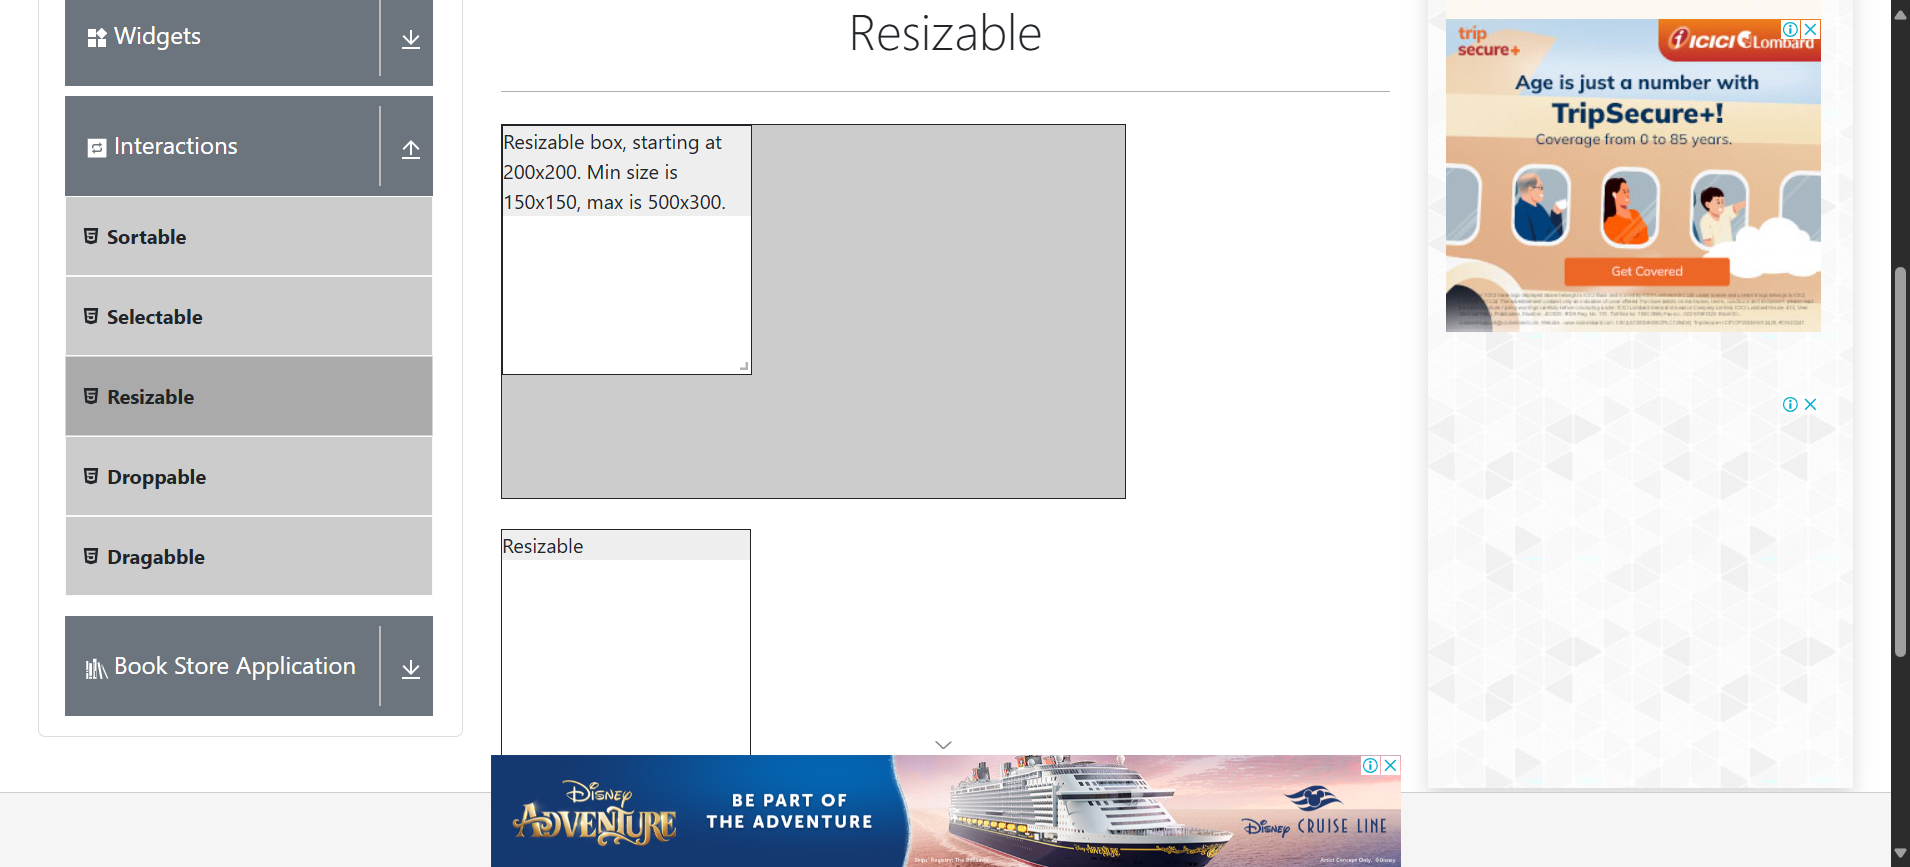 Widgets
Interactions
Sortable
Selectable
Resizable
Droppable
Dragabble
Book Store Application
Resizable
Resizable box, starting at
200x200. Min size is
150x150, max is 500x300.
Resizable
Disney
ADVENTURE
BE PART OF
THE ADVENTURE
Ships' Registry: The Bahamas
Disney CRUISE LINE
Artist Concept Only. ©Disney
trip
secure+
ICICI Lombard
Age is just a number with
TripSecure+!
Coverage from 0 to 85 years.
Get Covered